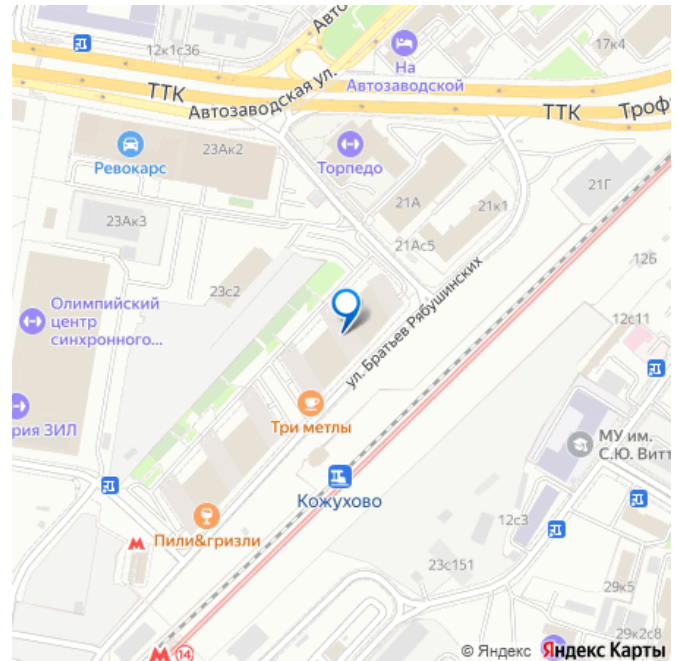 12к1с36
17к4
На
Автозаводской
ТТК
Автозаводская ул.
ТТК
Троф
Ревокарс
23Ак2
Торпедо
21А
21к1
21Г
23Ак3
21Ас5
12Б
23с2
Олимпийский
центр
синхронного...
ул. Братьев Рябушинских
12с11
рия ЗИЛ
Три метлы
МУ им.
С.Ю. Витт
Кожухово
Пили&гризли
12с3
23с151
29к5
29к2с8
14
© Яндекс Яндекс Карты